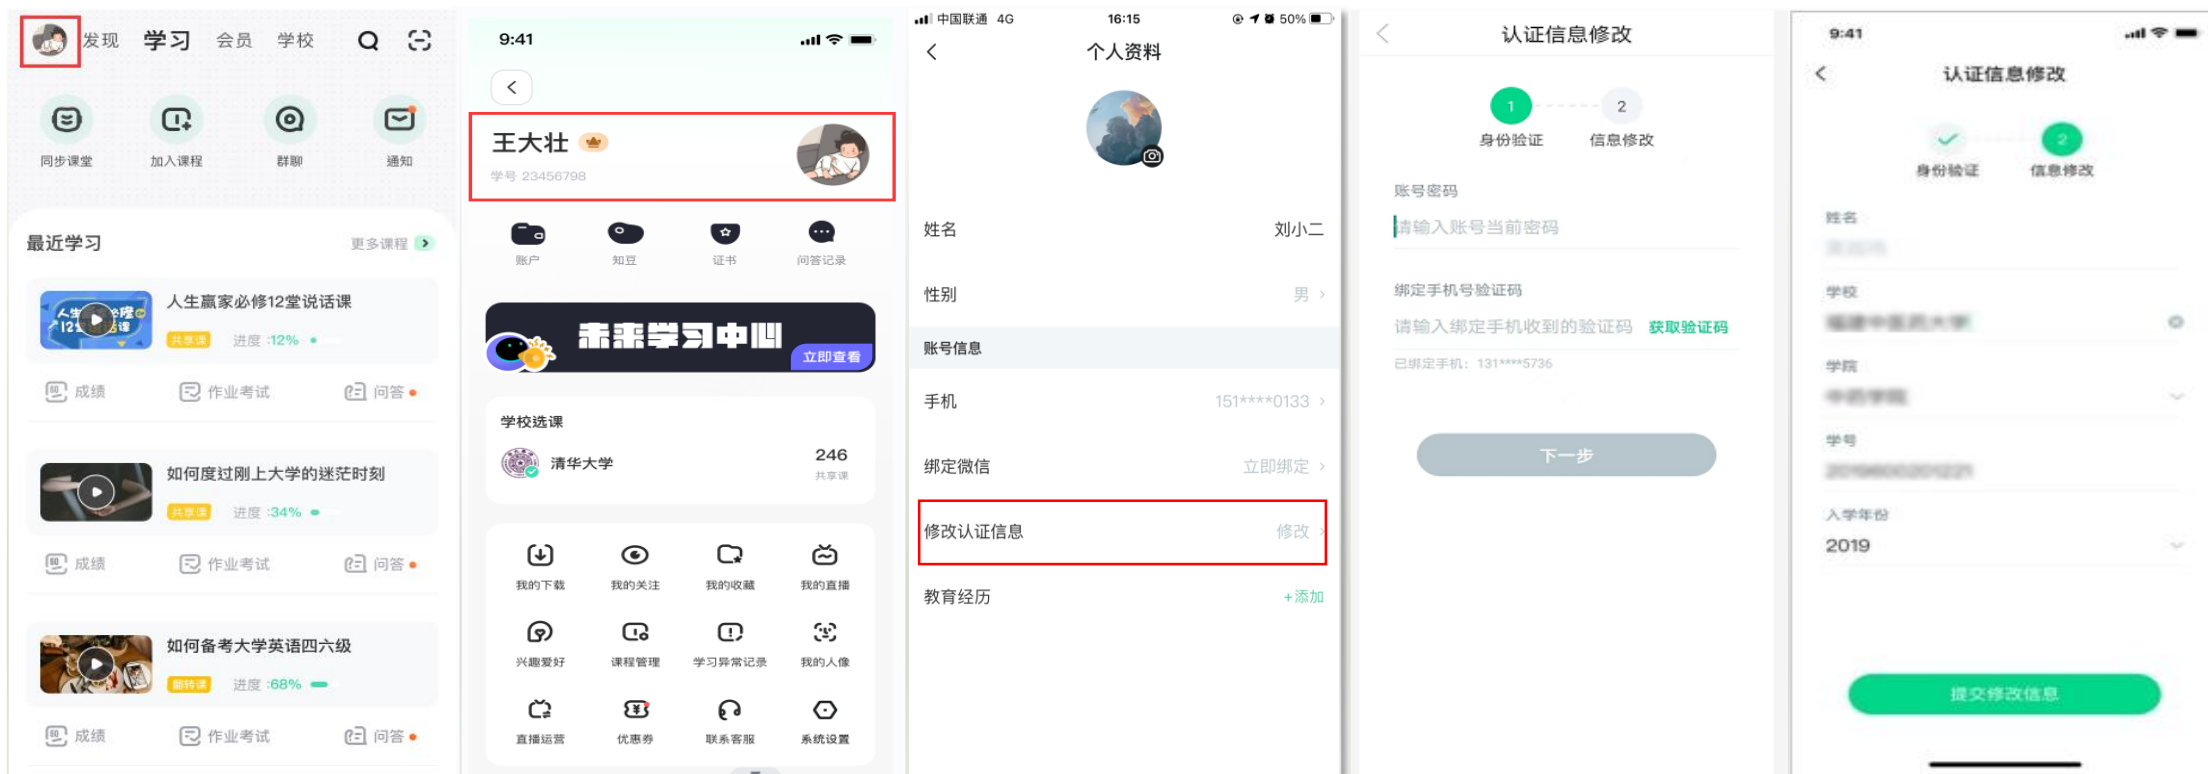 发现 学习 会员 学校
同步课堂 加入课程 群聊 通知
最近学习 更多课程
人生赢家必修12堂说话课
共享课 进度:12%
成绩 作业考试 问答
如何度过刚上大学的迷茫时刻
共享课 进度:34%
成绩 作业考试 问答
如何备考大学英语四六级
翻转课 进度:68%
成绩 作业考试 问答
9:41
王大壮
学号 23456798
账户 知豆 证书 问答记录
未来学习中心
立即查看
学校选课
清华大学 246
共享课
我的下载 我的关注 我的收藏 我的直播
兴趣爱好 课程管理 学习异常记录 我的人像
直播运营 优惠券 联系客服 系统设置
中国联通 4G 16:15 50%
个人资料
姓名 刘小二
性别 男
账号信息
手机 151****0133
绑定微信 立即绑定
修改认证信息 修改
教育经历 +添加
认证信息修改
1 2
身份验证 信息修改
账号密码
请输入账号当前密码
绑定手机号验证码
请输入绑定手机收到的验证码 获取验证码
已绑定手机：131****5736
下一步
9:41
认证信息修改
2
身份验证 信息修改
姓名
学校
福建中医药大学
学院
中药学院
学号
入学年份
2019
提交修改信息